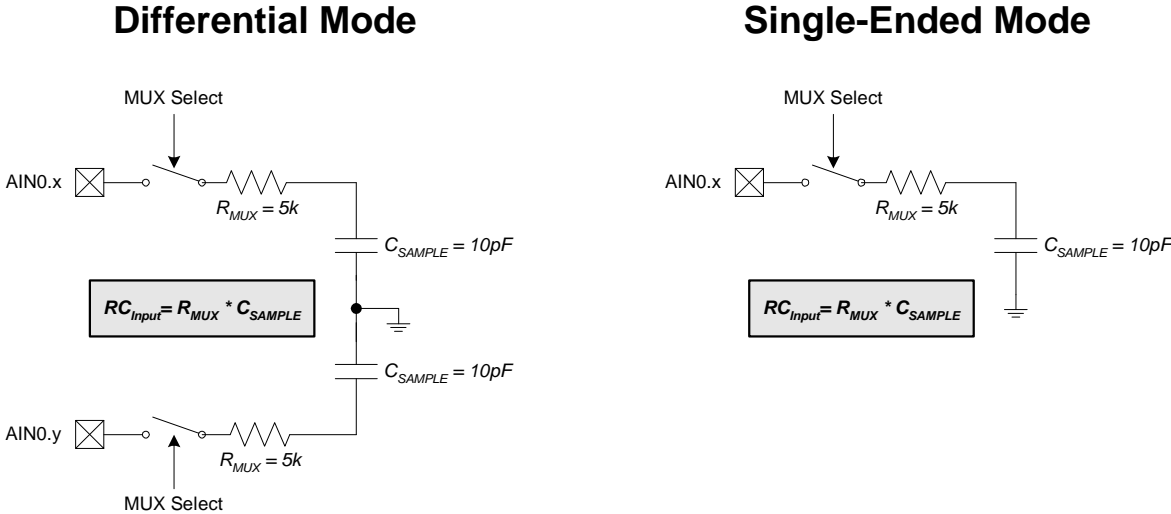 Differential Mode
MUX Select
AIN0.x
R_MUX = 5k
C_SAMPLE = 10pF
RC_Input= R_MUX * C_SAMPLE
C_SAMPLE = 10pF
AIN0.y
R_MUX = 5k
MUX Select
Single-Ended Mode
MUX Select
AIN0.x
R_MUX = 5k
C_SAMPLE = 10pF
RC_Input= R_MUX * C_SAMPLE